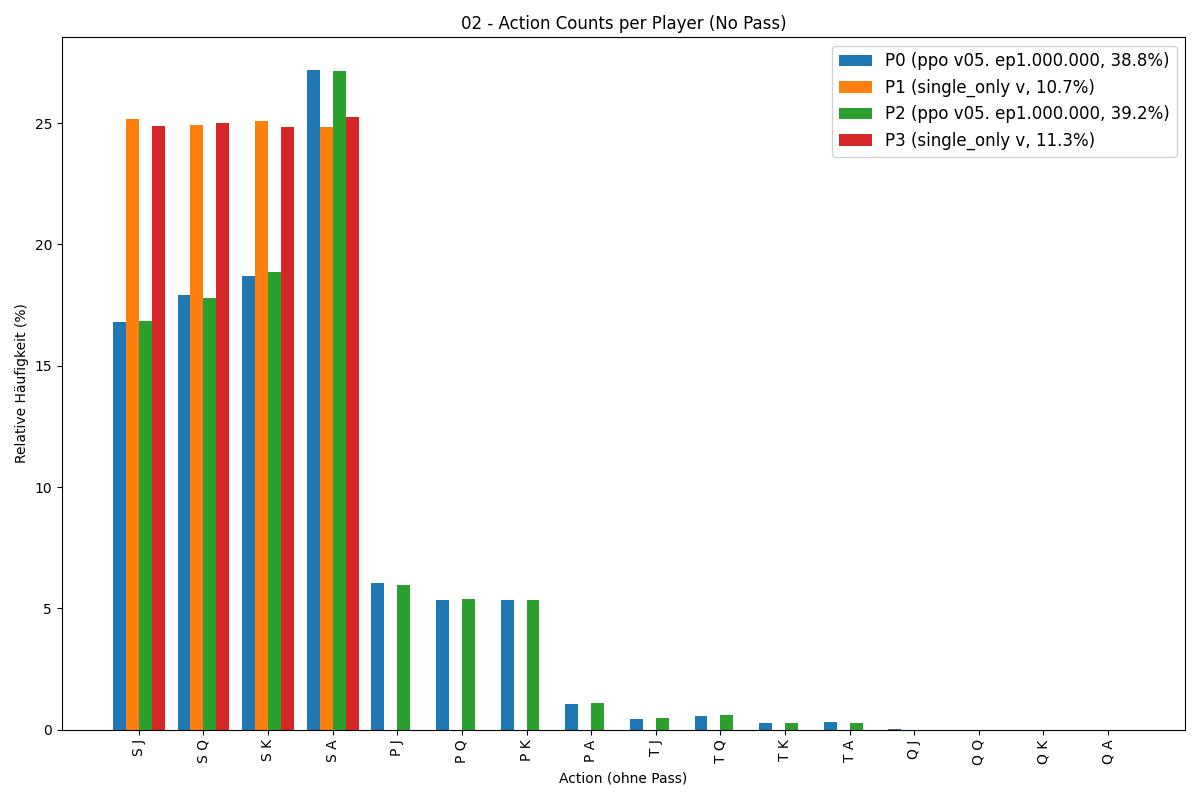 02 - Action Counts per Player (No Pass)
P0 (ppo v05. ep1.000.000, 38.8%)
P1 (single_only v, 10.7%)
P2 (ppo v05. ep1.000.000, 39.2%)
P3 (single_only v, 11.3%)
Relative Häufigkeit (%)
25
20
15
10
5
0
S J
S Q
S K
S A
P J
P Q
P K
P A
T J
T Q
T K
T A
Q J
Q Q
Q K
Q A
Action (ohne Pass)